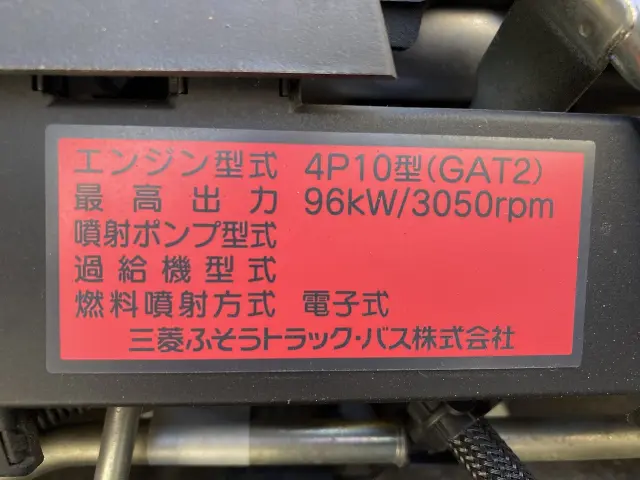 エンジン型式 4P10型(GAT2)
最高出力 96kW/3050rpm
噴射ポンプ型式
過給機型式
燃料噴射方式 電子式
三菱ふそうトラック・バス株式会社